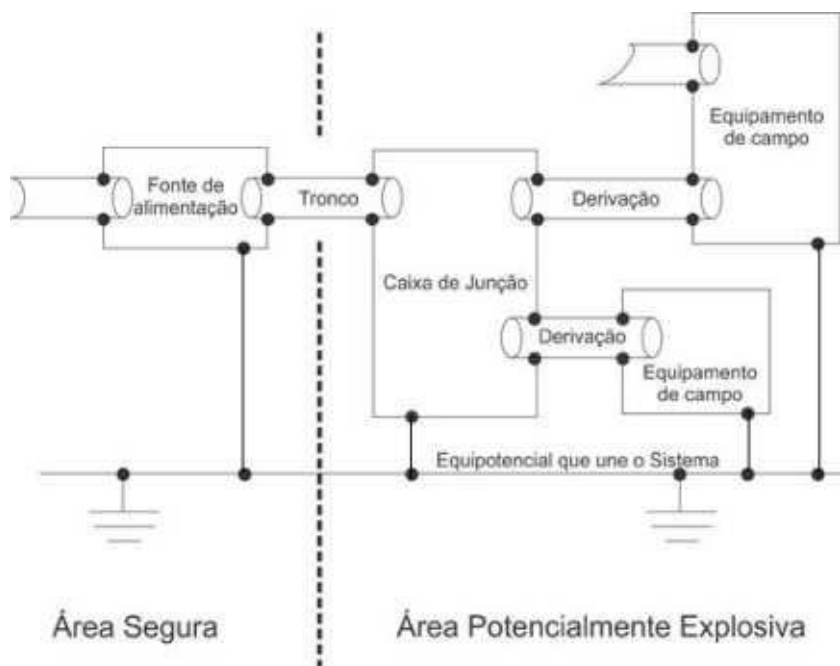 Equipamento
de campo
Fonte de
alimentação
Tronco
Derivação
Caixa de Junção
Derivação
Equipamento
de campo
Equipotencial que une o Sistema
Área Segura
Área Potencialmente Explosiva